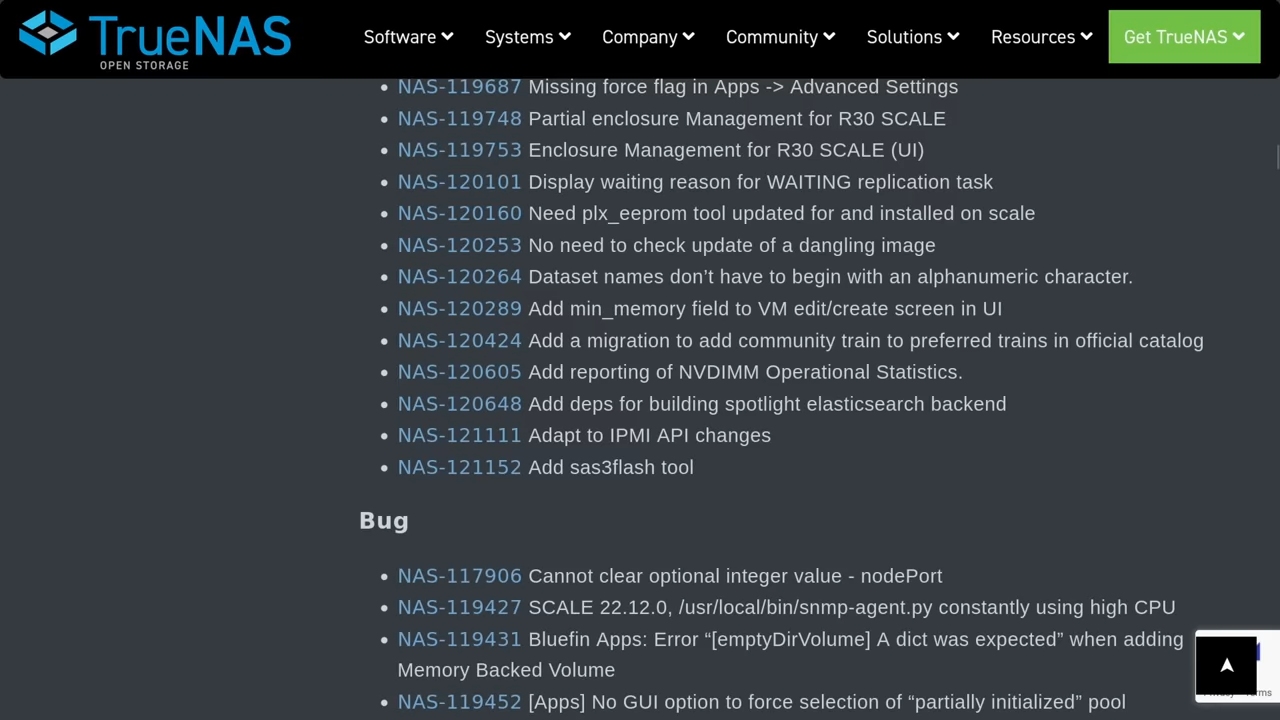 TrueNAS
OPEN STORAGE
Software Systems Company Community Solutions Resources Get TrueNAS
NAS-119687 Missing force flag in Apps -> Advanced Settings
NAS-119748 Partial enclosure Management for R30 SCALE
NAS-119753 Enclosure Management for R30 SCALE (UI)
NAS-120101 Display waiting reason for WAITING replication task
NAS-120160 Need plx_eeprom tool updated for and installed on scale
NAS-120253 No need to check update of a dangling image
NAS-120264 Dataset names don’t have to begin with an alphanumeric character.
NAS-120289 Add min_memory field to VM edit/create screen in UI
NAS-120424 Add a migration to add community train to preferred trains in official catalog
NAS-120605 Add reporting of NVDIMM Operational Statistics.
NAS-120648 Add deps for building spotlight elasticsearch backend
NAS-121111 Adapt to IPMI API changes
NAS-121152 Add sas3flash tool
Bug
NAS-117906 Cannot clear optional integer value - nodePort
NAS-119427 SCALE 22.12.0, /usr/local/bin/snmp-agent.py constantly using high CPU
NAS-119431 Bluefin Apps: Error “[emptyDirVolume] A dict was expected” when adding
Memory Backed Volume
NAS-119452 [Apps] No GUI option to force selection of “partially initialized” pool